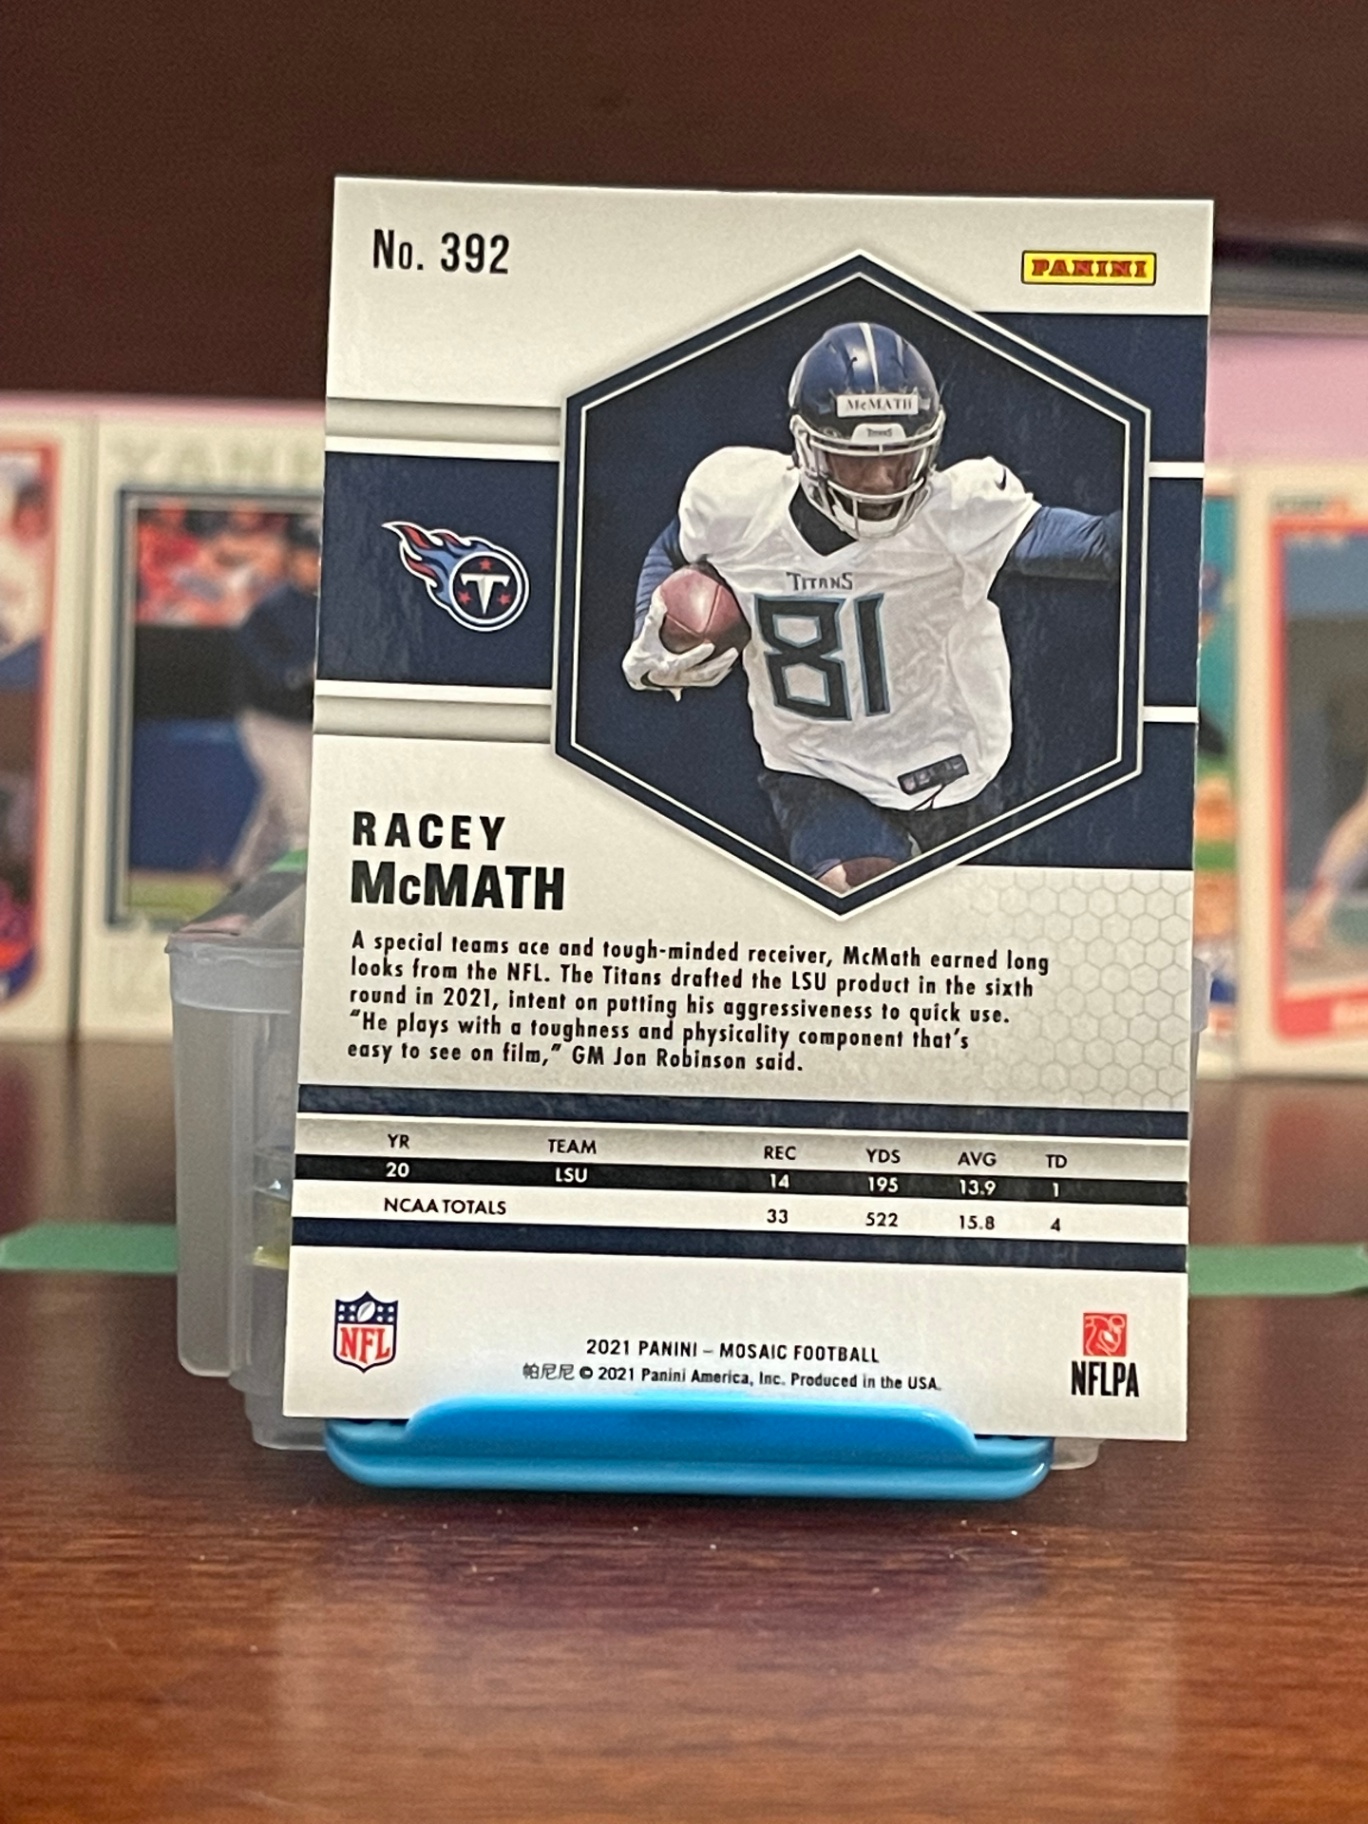 No. 392
PANINI
McMATH
TITANS
TITANS
81
T
RACEY
McMATH
A special teams ace and tough-minded receiver, McMath earned long
looks from the NFL. The Titans drafted the LSU product in the sixth
round in 2021, intent on putting his aggressiveness to quick use.
"He plays with a toughness and physicality component that's
easy to see on film," GM Jon Robinson said.
YR TEAM REC YDS AVG TD
20 LSU 14 195 13.9 1
NCAA TOTALS 33 522 15.8 4
NFL
2021 PANINI – MOSAIC FOOTBALL
帕尼尼 © 2021 Panini America, Inc. Produced in the USA.
NFLPA